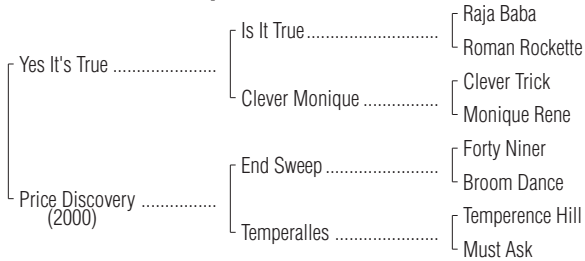 Raja Baba
Is It True
Roman Rockette
Yes It's True
Clever Trick
Clever Monique
Monique Rene
Forty Niner
End Sweep
Broom Dance
Price Discovery
(2000)
Temperence Hill
Temperalles
Must Ask